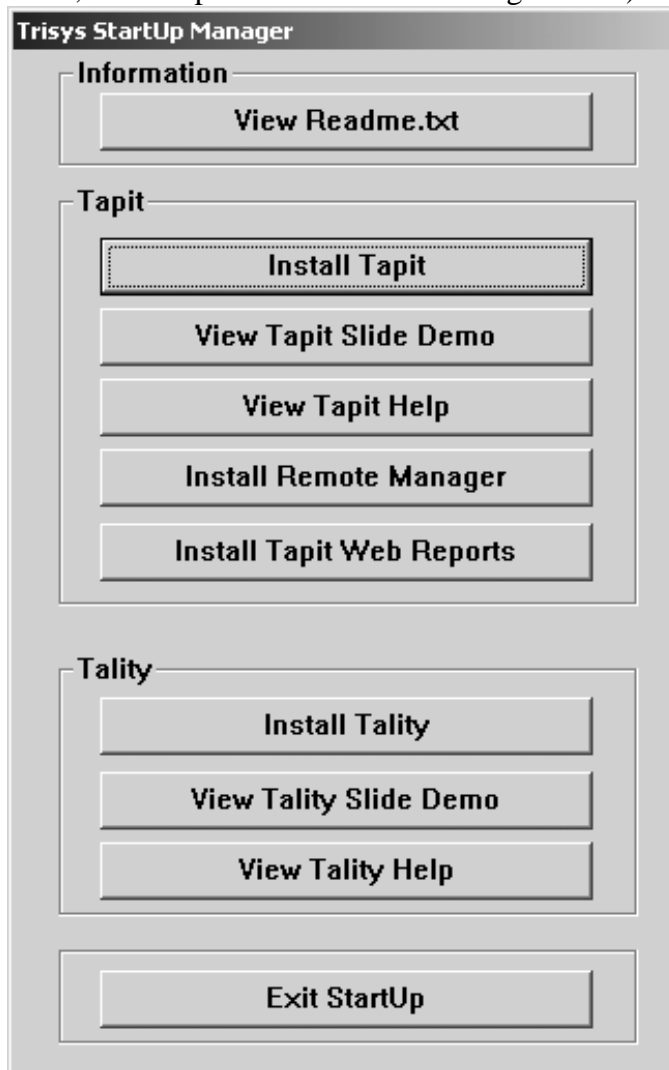 Trisys StartUp Manager
Information
View Readme.txt
Tapit
Install Tapit
View Tapit Slide Demo
View Tapit Help
Install Remote Manager
Install Tapit Web Reports
Tality
Install Tality
View Tality Slide Demo
View Tality Help
Exit StartUp